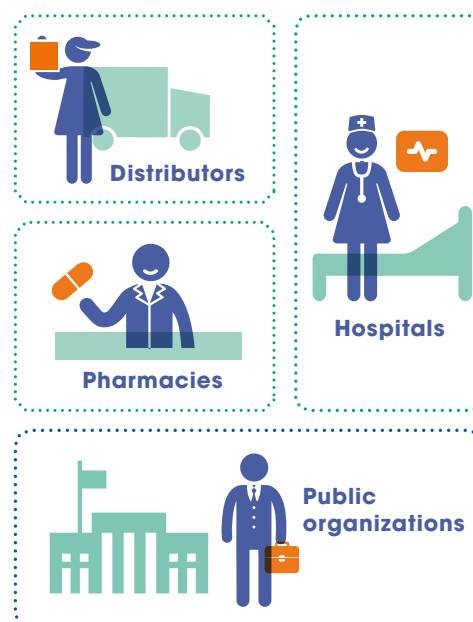 Distributors
Pharmacies
Hospitals
Public
organizations